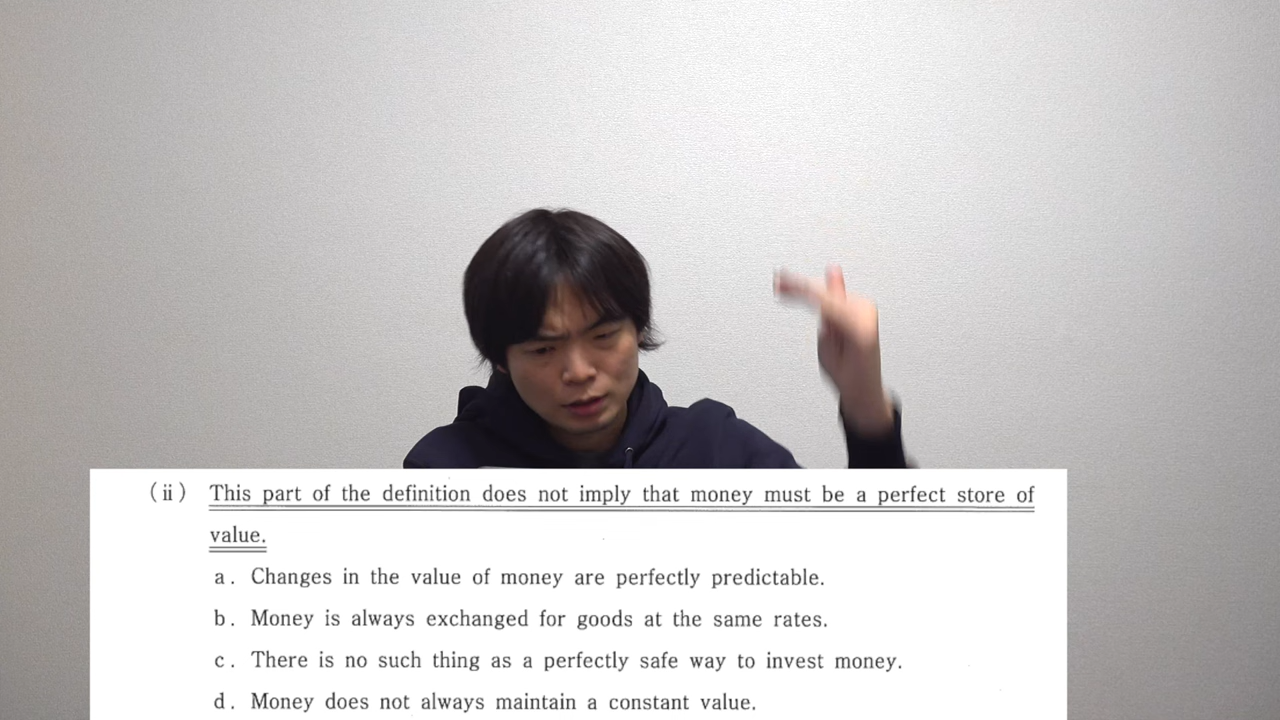 (ⅱ) This part of the definition does not imply that money must be a perfect store of
value.
a. Changes in the value of money are perfectly predictable.
b. Money is always exchanged for goods at the same rates.
c. There is no such thing as a perfectly safe way to invest money.
d. Money does not always maintain a constant value.